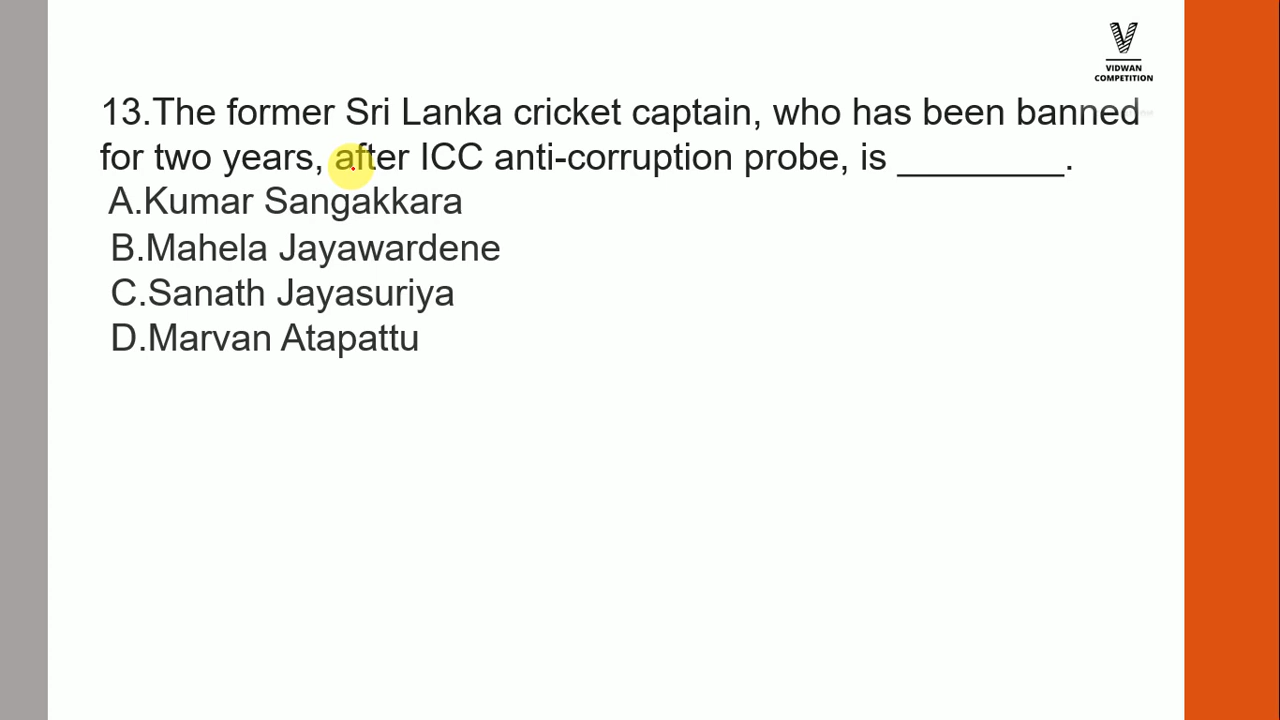 VIDWAN
COMPETITION
13.The former Sri Lanka cricket captain, who has been banned
for two years, after ICC anti-corruption probe, is ________.
A.Kumar Sangakkara
B.Mahela Jayawardene
C.Sanath Jayasuriya
D.Marvan Atapattu